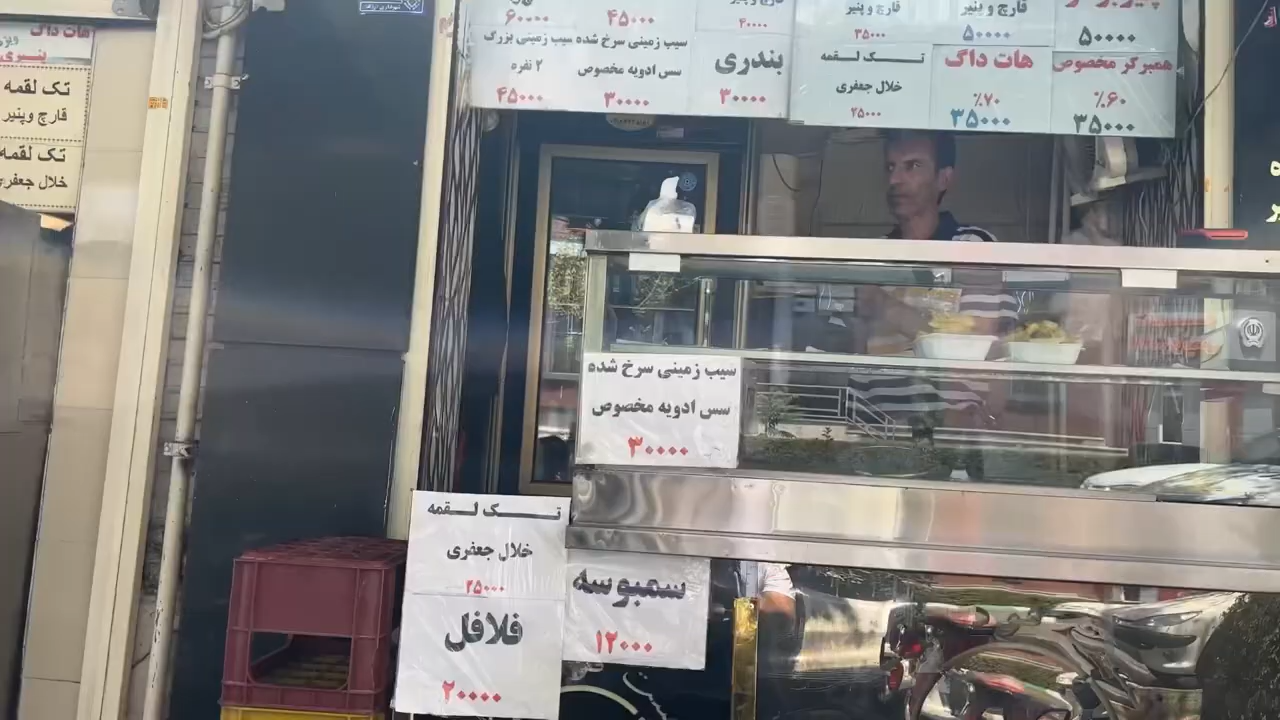 هات داگ
تک لقمه
قارچ وپنیر
تک لقمه
خلال جعفری
۶۰۰۰۰
سیب زمینی بزرگ
۲ نفره
۴۵۰۰۰
۴۵۰۰۰
سیب زمینی سرخ شده
سس ادویه مخصوص
۳۰۰۰۰
قارچ و پنیر
۴۰۰۰۰
بندری
۳۰۰۰۰
قارچ و پنیر
۳۵۰۰۰
تک لقمه
خلال جعفری
۲۵۰۰۰
قارچ و پنیر
۵۰۰۰۰
هات داگ
٪۷۰
۳۵۰۰۰
۵۰۰۰۰
همبرگر مخصوص
٪۶۰
۳۵۰۰۰
سیب زمینی سرخ شده
سس ادویه مخصوص
۳۰۰۰۰
تک لقمه
خلال جعفری
۲۵۰۰۰
فلافل
۲۰۰۰۰
سمبوسه
۱۲۰۰۰